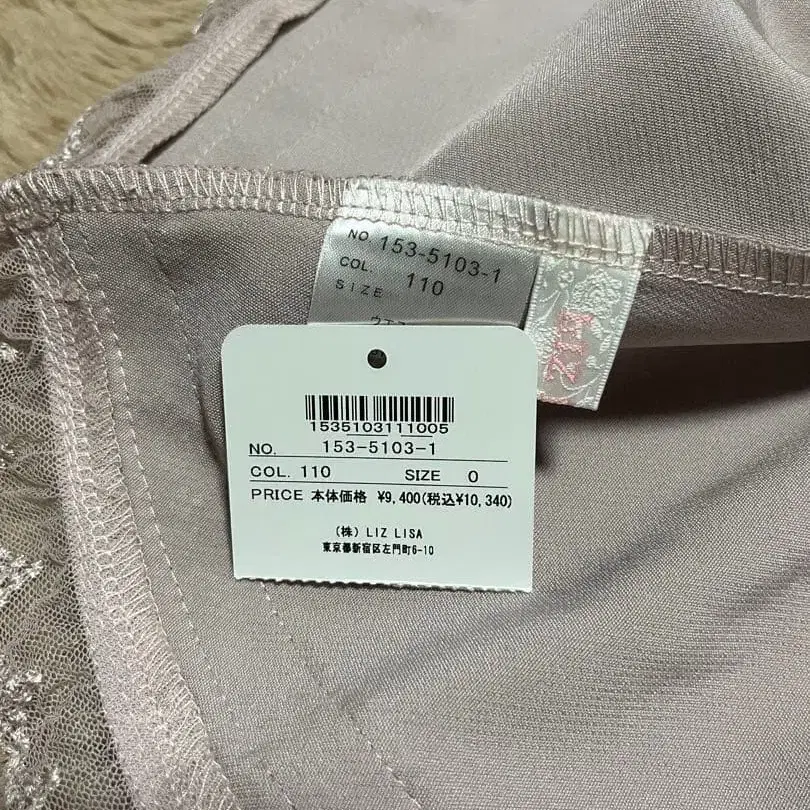 NO. 153-5103-1
COL. 110
SIZE
LIZ
1535103111005
NO. 153-5103-1
COL. 110 SIZE 0
PRICE 本体価格 ¥9,400(税込¥10,340)
(株) LIZ LISA
東京都新宿区左門町6-10